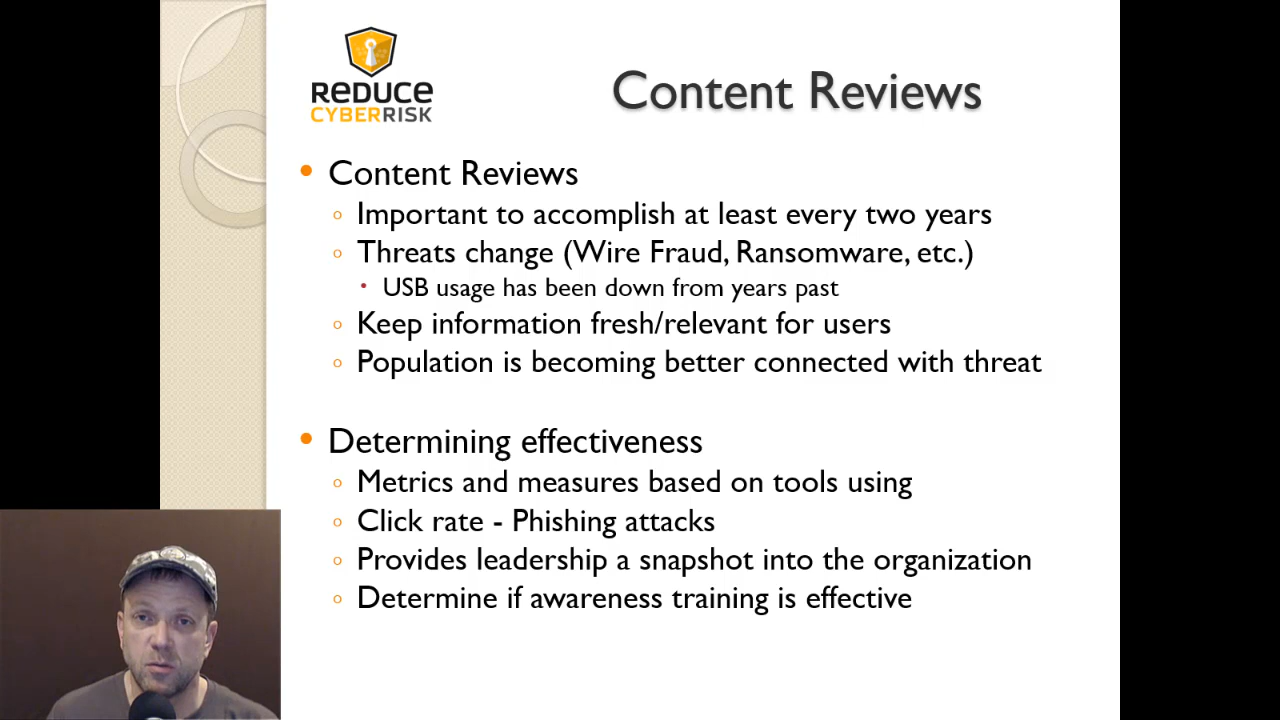 REDUCE
CYBERRISK
Content Reviews
• Content Reviews
◦ Important to accomplish at least every two years
◦ Threats change (Wire Fraud, Ransomware, etc.)
• USB usage has been down from years past
◦ Keep information fresh/relevant for users
◦ Population is becoming better connected with threat
• Determining effectiveness
◦ Metrics and measures based on tools using
◦ Click rate - Phishing attacks
◦ Provides leadership a snapshot into the organization
◦ Determine if awareness training is effective